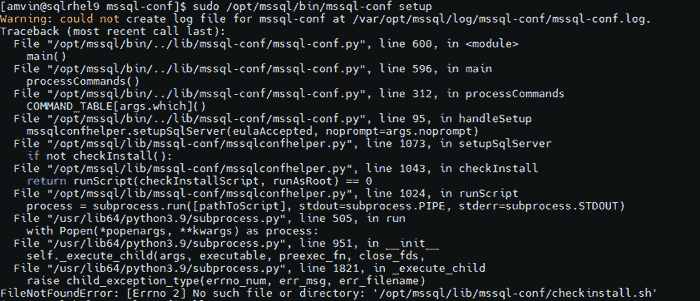 [amvin@sqlrhel9 mssql-conf]$ sudo /opt/mssql/bin/mssql-conf setup
Warning: could not create log file for mssql-conf at /var/opt/mssql/log/mssql-conf/mssql-conf.log.
Traceback (most recent call last):
  File "/opt/mssql/bin/../lib/mssql-conf/mssql-conf.py", line 600, in <module>
    main()
  File "/opt/mssql/bin/../lib/mssql-conf/mssql-conf.py", line 596, in main
    processCommands()
  File "/opt/mssql/bin/../lib/mssql-conf/mssql-conf.py", line 312, in processCommands
    COMMAND_TABLE[args.which]()
  File "/opt/mssql/bin/../lib/mssql-conf/mssql-conf.py", line 95, in handleSetup
    mssqlconfhelper.setupSqlServer(eulaAccepted, noprompt=args.noprompt)
  File "/opt/mssql/lib/mssql-conf/mssqlconfhelper.py", line 1073, in setupSqlServer
    if not checkInstall():
  File "/opt/mssql/lib/mssql-conf/mssqlconfhelper.py", line 1043, in checkInstall
    return runScript(checkInstallScript, runAsRoot) == 0
  File "/opt/mssql/lib/mssql-conf/mssqlconfhelper.py", line 1024, in runScript
    process = subprocess.run([pathToScript], stdout=subprocess.PIPE, stderr=subprocess.STDOUT)
  File "/usr/lib64/python3.9/subprocess.py", line 505, in run
    with Popen(*popenargs, **kwargs) as process:
  File "/usr/lib64/python3.9/subprocess.py", line 951, in __init__
    self._execute_child(args, executable, preexec_fn, close_fds,
  File "/usr/lib64/python3.9/subprocess.py", line 1821, in _execute_child
    raise child_exception_type(errno_num, err_msg, err_filename)
FileNotFoundError: [Errno 2] No such file or directory: '/opt/mssql/lib/mssql-conf/checkinstall.sh'